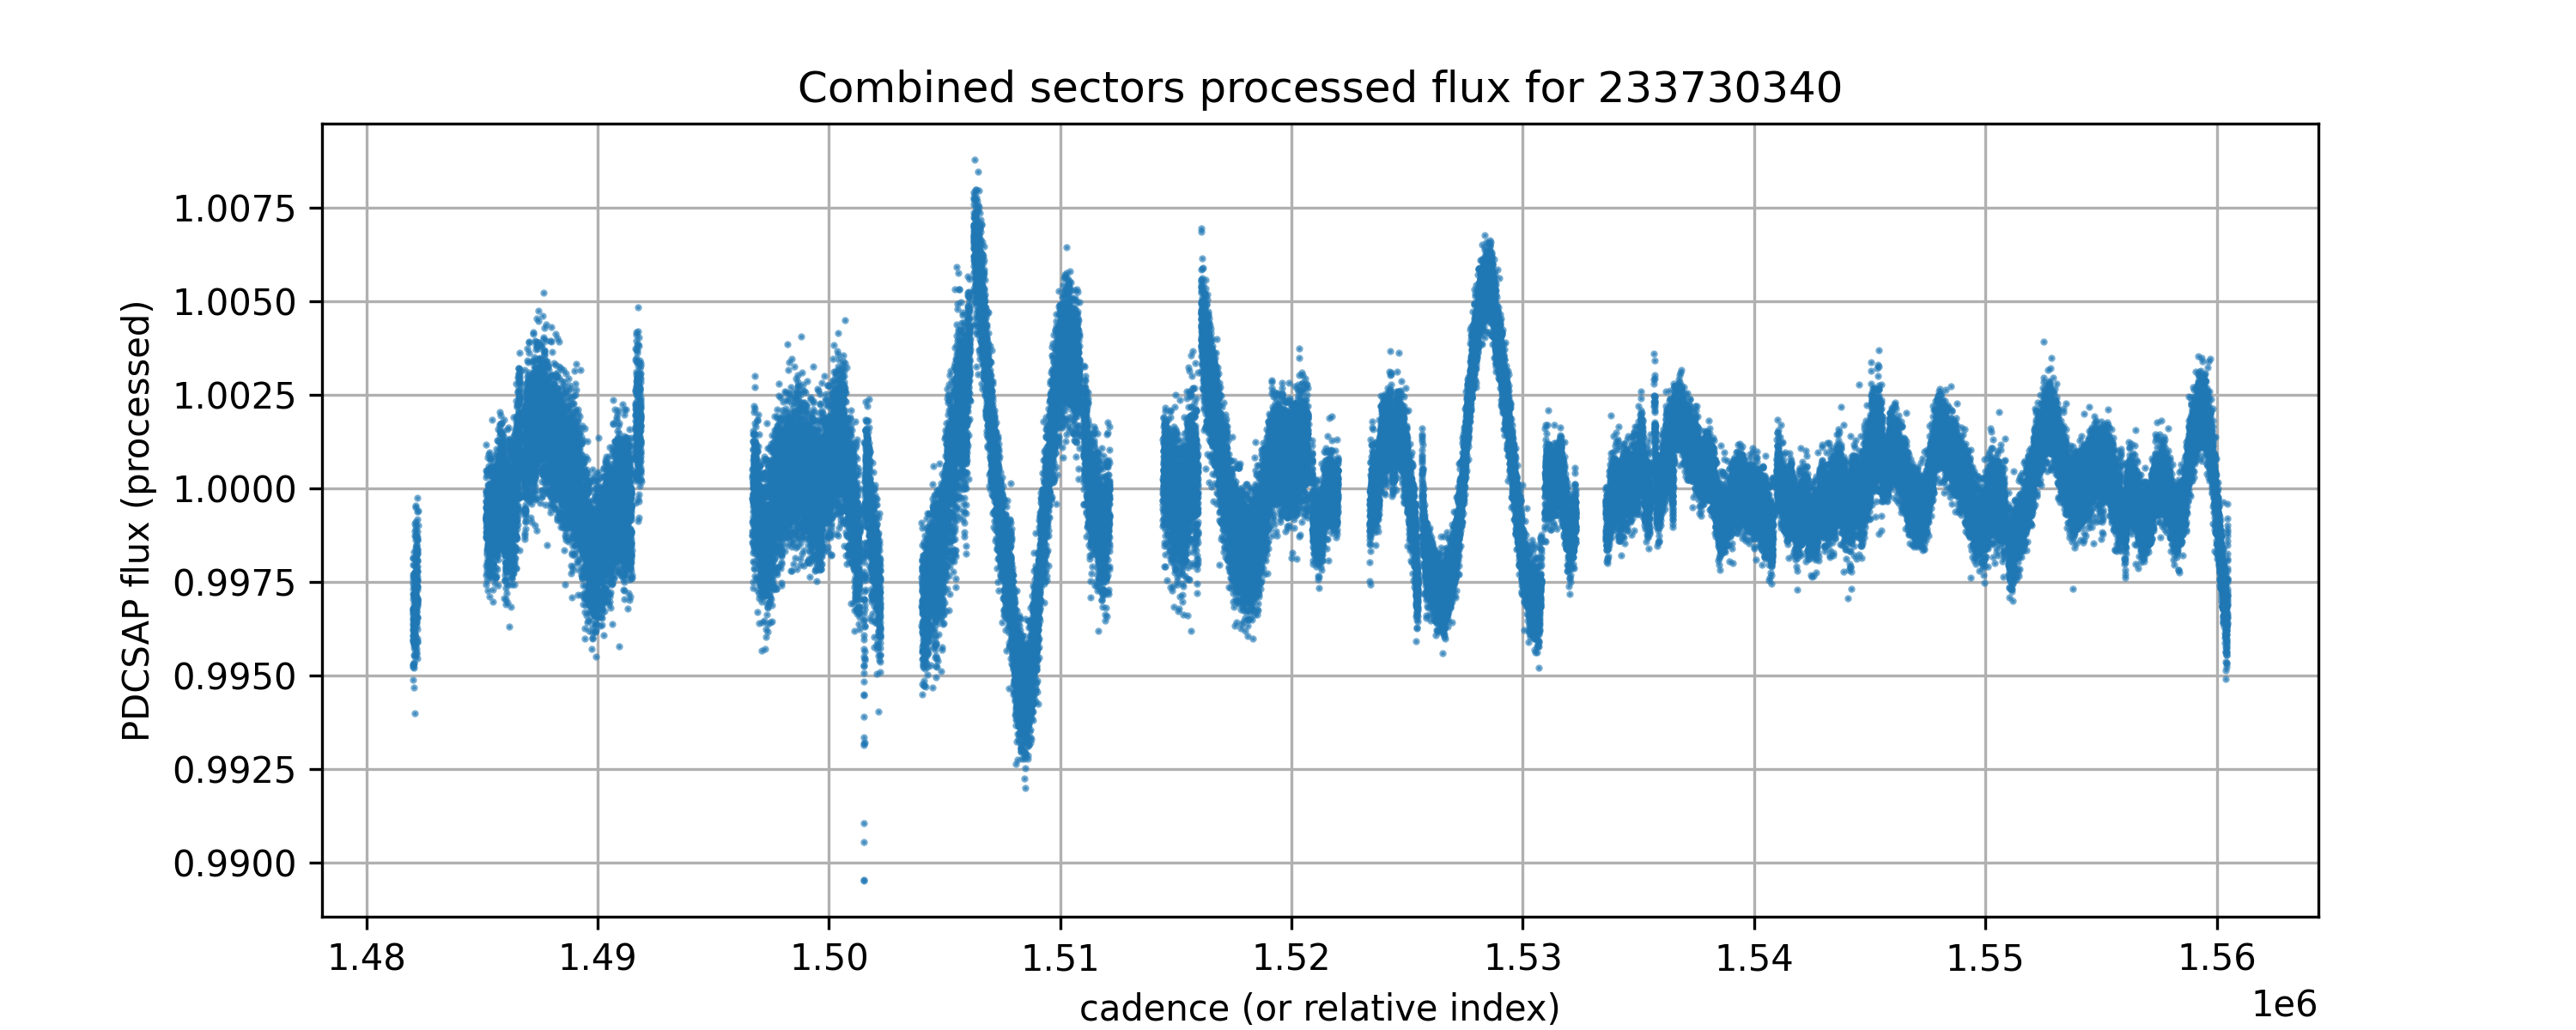 Combined sectors processed flux for 233730340
PDCSAP flux (processed)
1.0075
1.0050
1.0025
1.0000
0.9975
0.9950
0.9925
0.9900
1.48 1.49 1.50 1.51 1.52 1.53 1.54 1.55 1.56
1e6
cadence (or relative index)